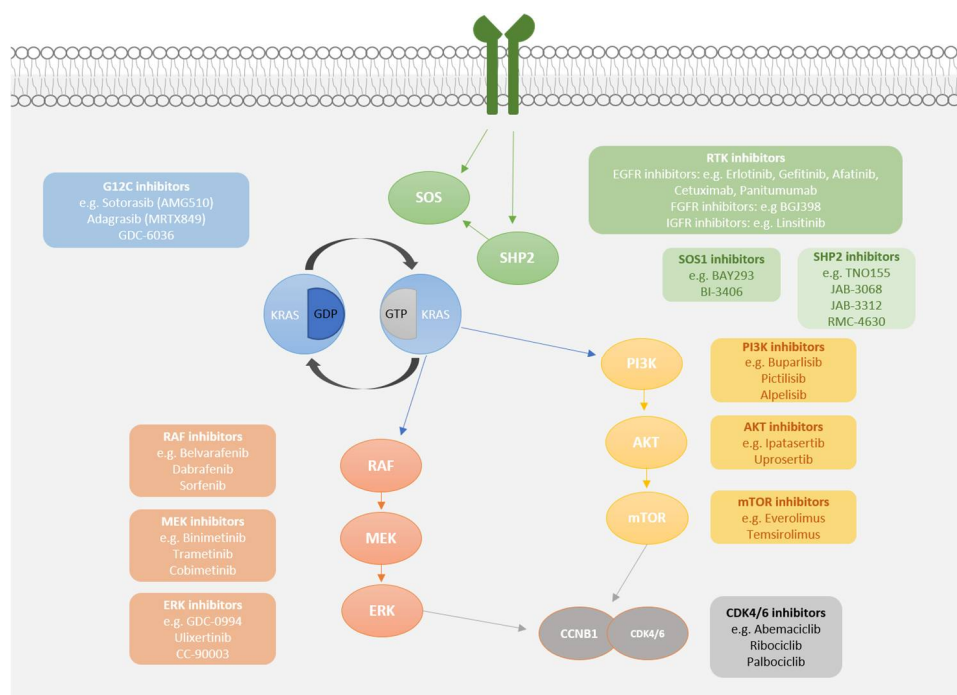 G12C inhibitors
e.g. Sotorasib (AMG510)
Adagrasib (MRTX849)
GDC-6036
SOS
SHP2
RTK inhibitors
EGFR inhibitors: e.g. Erlotinib, Gefitinib, Afatinib,
Cetuximab, Panitumumab
FGFR inhibitors: e.g BGJ398
IGFR inhibitors: e.g. Linsitinib
SOS1 inhibitors
e.g. BAY293
BI-3406
SHP2 inhibitors
e.g. TNO155
JAB-3068
JAB-3312
RMC-4630
KRAS
GDP
GTP
KRAS
PI3K
PI3K inhibitors
e.g. Buparlisib
Pictilisib
Alpelisib
RAF inhibitors
e.g. Belvarafenib
Dabrafenib
Sorfenib
RAF
AKT
AKT inhibitors
e.g. Ipatasertib
Uprosertib
MEK inhibitors
e.g. Binimetinib
Trametinib
Cobimetinib
MEK
mTOR
mTOR inhibitors
e.g. Everolimus
Temsirolimus
ERK inhibitors
e.g. GDC-0994
Ulixertinib
CC-90003
ERK
CCNB1
CDK4/6
CDK4/6 inhibitors
e.g. Abemaciclib
Ribociclib
Palbociclib